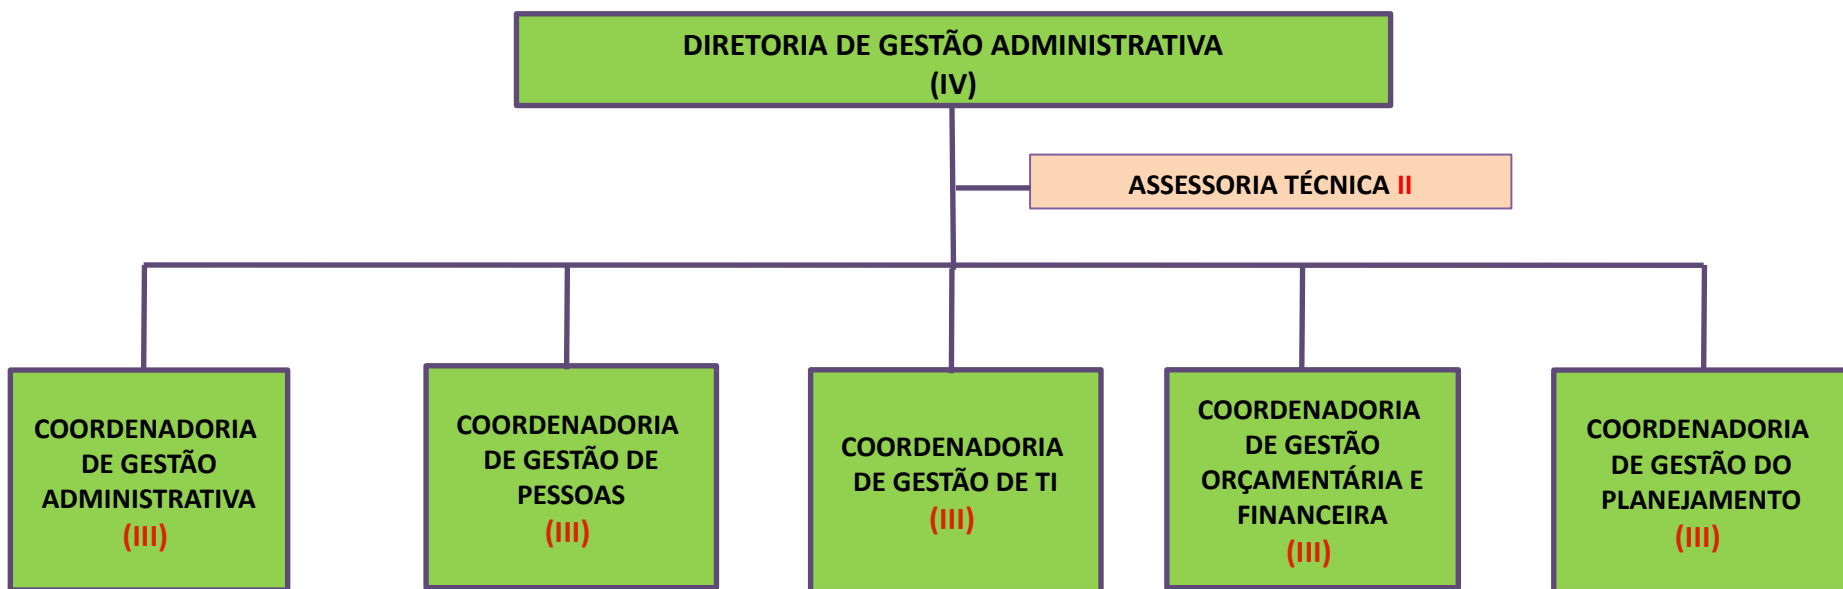 DIRETORIA DE GESTÃO ADMINISTRATIVA
(IV)
ASSESSORIA TÉCNICA II
COORDENADORIA
DE GESTÃO
ADMINISTRATIVA
(III)
COORDENADORIA
DE GESTÃO DE
PESSOAS
(III)
COORDENADORIA
DE GESTÃO DE TI
(III)
COORDENADORIA
DE GESTÃO
ORÇAMENTÁRIA E
FINANCEIRA
(III)
COORDENADORIA
DE GESTÃO DO
PLANEJAMENTO
(III)